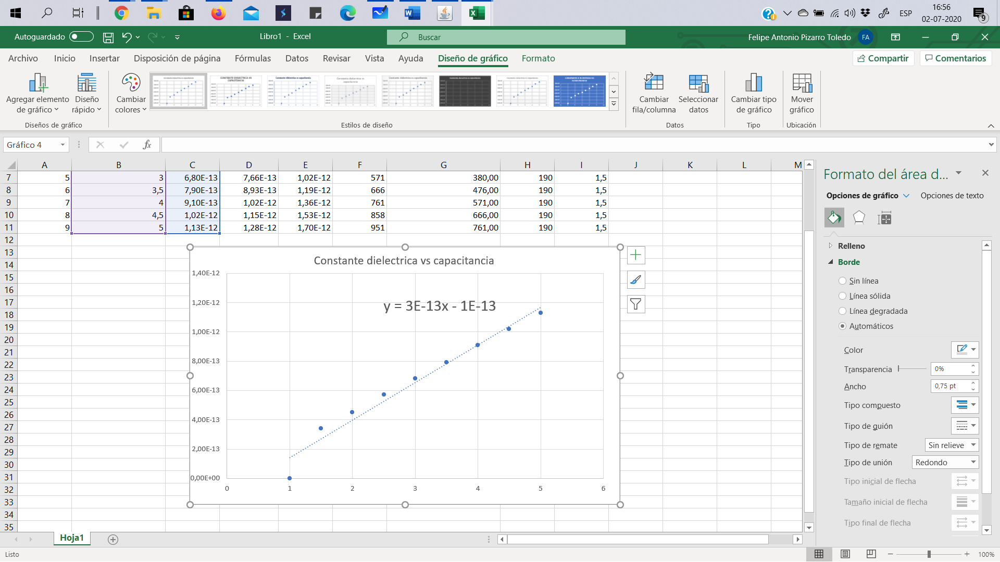 ESP
16:56
02-07-2020
9
Autoguardado
Libro1 - Excel
Buscar
Felipe Antonio Pizarro Toledo
FA
Archivo Inicio Insertar Disposición de página Fórmulas Datos Revisar Vista Ayuda Diseño de gráfico Formato
Compartir
Comentarios
Agregar elemento
de gráfico
Diseño
rápido
Cambiar
colores
Cambiar
fila/columna
Seleccionar
datos
Cambiar tipo
de gráfico
Mover
gráfico
Diseños de gráfico
Estilos de diseño
Datos
Tipo
Ubicación
Gráfico 4
fx
A B C D E F G H I J K L M
7 5 3 6,80E-13 7,66E-13 1,02E-12 571 380,00 190 1,5
8 6 3,5 7,90E-13 8,93E-13 1,19E-12 666 476,00 190 1,5
9 7 4 9,10E-13 1,02E-12 1,36E-12 761 571,00 190 1,5
10 8 4,5 1,02E-12 1,15E-12 1,53E-12 858 666,00 190 1,5
11 9 5 1,13E-12 1,28E-12 1,70E-12 951 761,00 190 1,5
12
13
14
15
16
17
18
19
20
21
22
23
24
25
26
27
28
29
30
31
32
33
34
35
Constante dielectrica vs capacitancia
1,40E-12
1,20E-12
1,00E-12
8,00E-13
6,00E-13
4,00E-13
2,00E-13
0,00E+00
y = 3E-13x - 1E-13
0 1 2 3 4 5 6
Formato del área d...
Opciones de gráfico
Opciones de texto
Relleno
Borde
Sin línea
Línea sólida
Línea degradada
Automáticos
Color
Transparencia 0%
Ancho 0,75 pt
Tipo compuesto
Tipo de guión
Tipo de remate Sin relieve
Tipo de unión Redondo
Tipo inicial de flecha
Tamaño inicial de flecha
Tipo final de flecha
Hoja1
Listo
100%